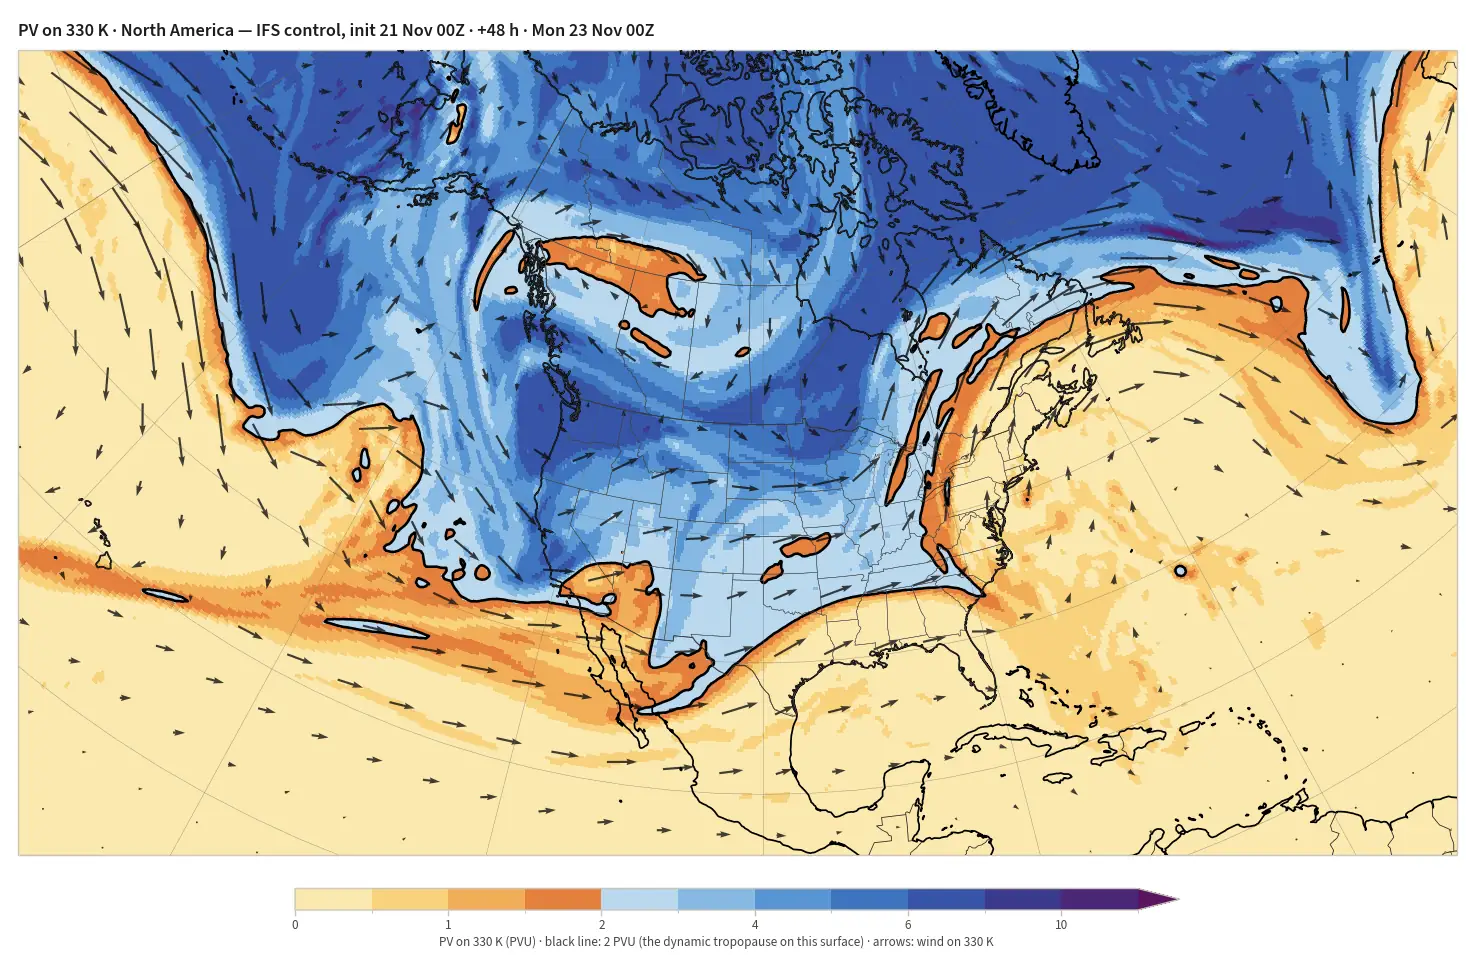 PV on 330 K · North America — IFS control, init 21 Nov 00Z · +48 h · Mon 23 Nov 00Z
0 1 2 4 6 10
PV on 330 K (PVU) · black line: 2 PVU (the dynamic tropopause on this surface) · arrows: wind on 330 K